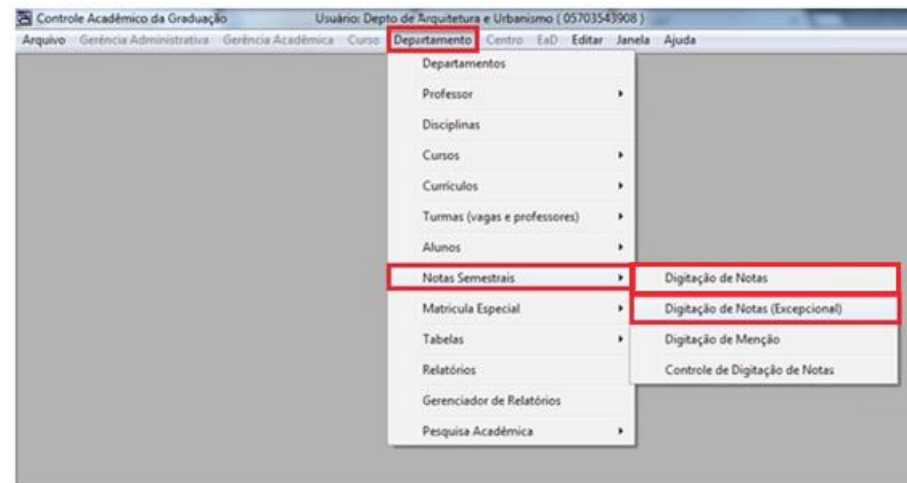 Controle Acadêmico da Graduação Usuário: Depto de Arquitetura e Urbanismo ( 05703543908 )
Arquivo Gerência Administrativa Gerência Acadêmica Curso Departamento Centro EaD Editar Janela Ajuda
Departamentos
Professor
Disciplinas
Cursos
Currículos
Turmas (vagas e professores)
Alunos
Notas Semestrais
Digitação de Notas
Matricula Especial
Digitação de Notas (Excepcional)
Tabelas
Digitação de Menção
Relatórios
Controle de Digitação de Notas
Gerenciador de Relatórios
Pesquisa Acadêmica